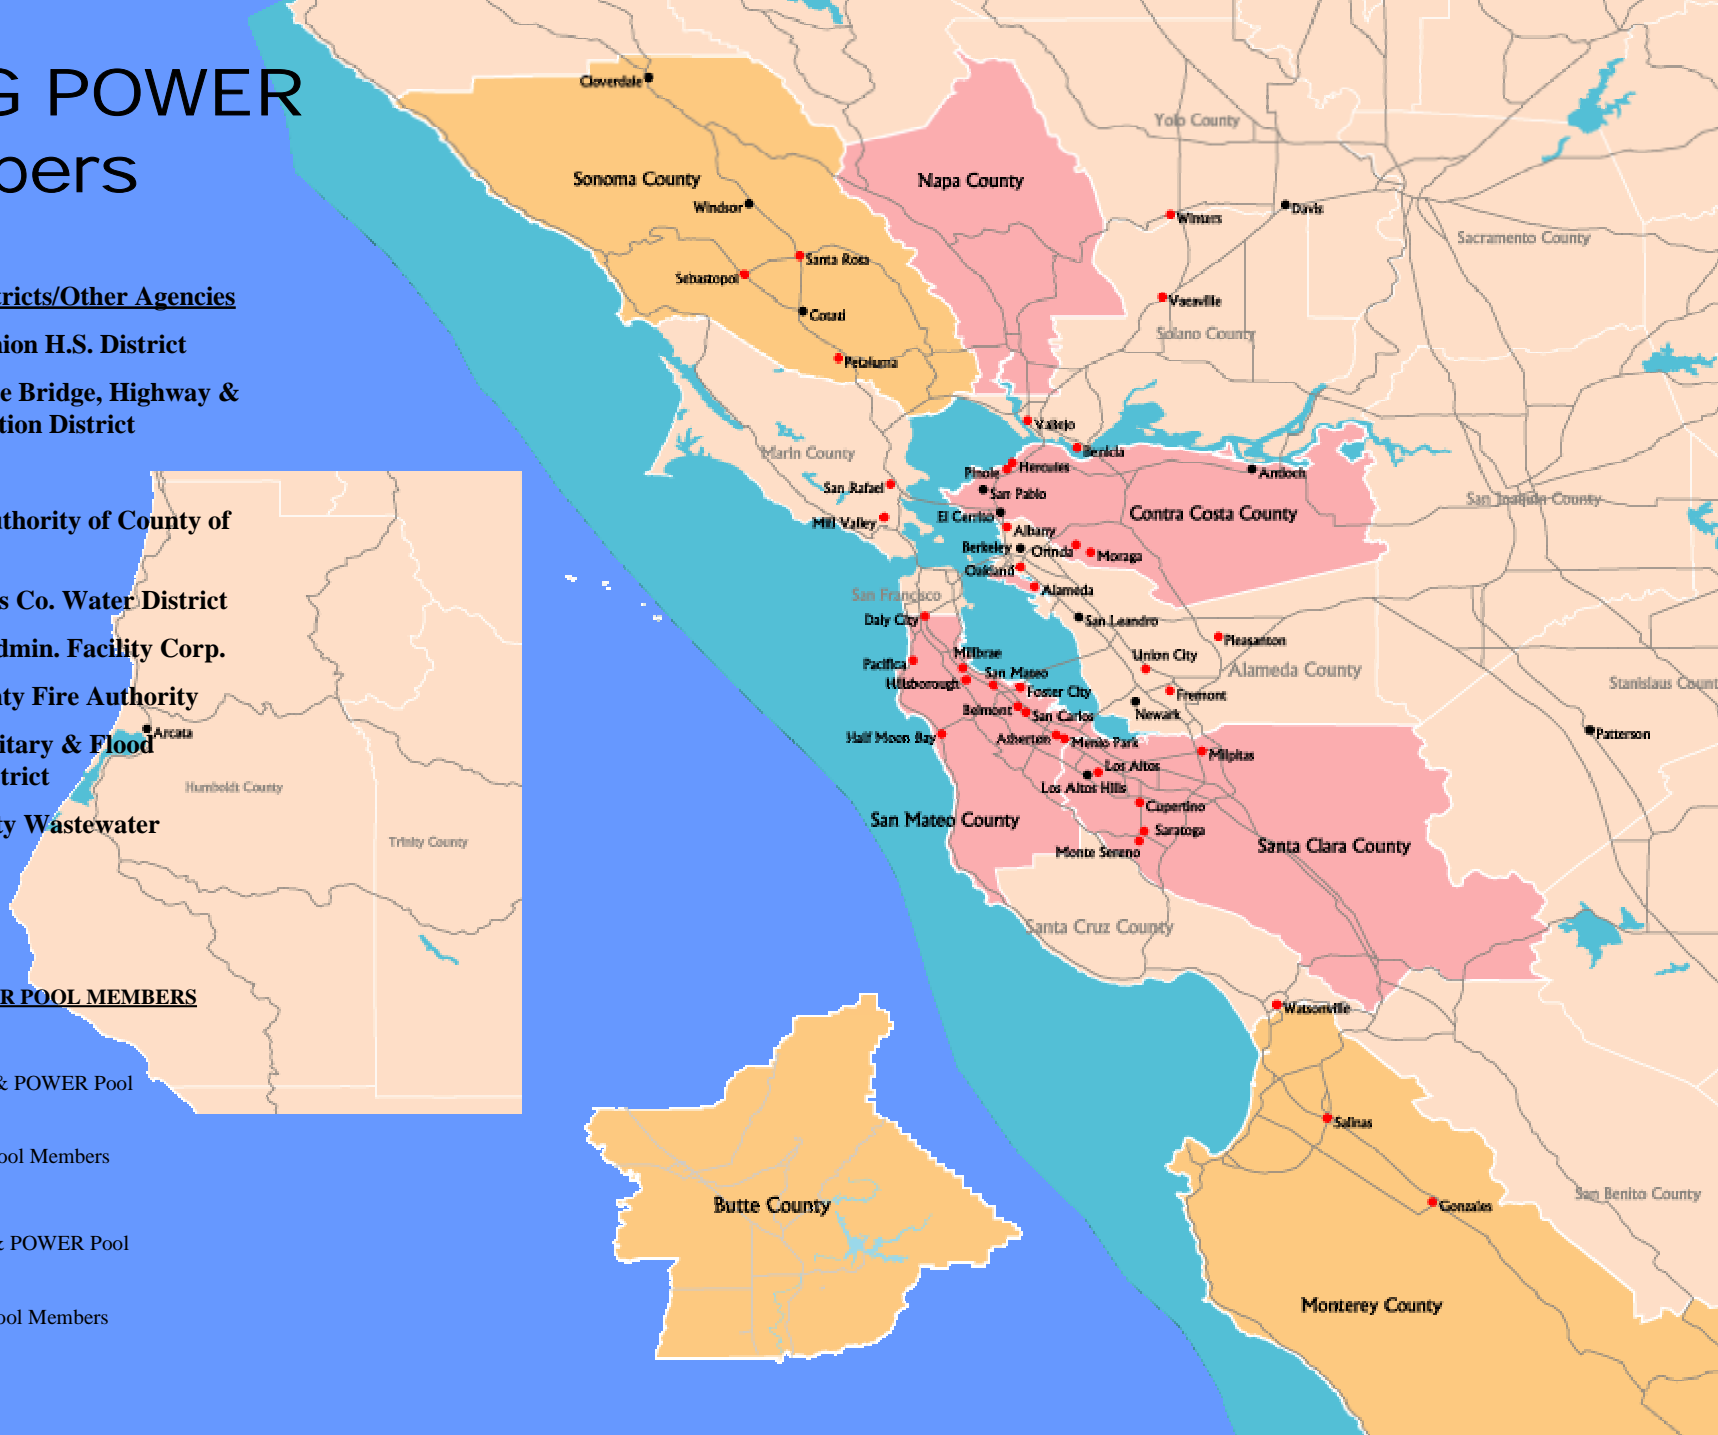 G POWER
bers
tricts/Other Agencies
nion H.S. District
e Bridge, Highway &
tion District
uthority of County of
s Co. Water District
dmin. Facility Corp.
nty Fire Authority
itary & Flood
trict
ty Wastewater
R POOL MEMBERS
& POWER Pool
ool Members
& POWER Pool
ool Members
Arcata
Humboldt County
Trinity County
Butte County
Cloverdale
Sonoma County
Windsor
Santa Rosa
Sebastopol
Cotati
Petaluma
Napa County
Yolo County
Winters
Davis
Sacramento County
Vacaville
Solano County
Vallejo
Benicia
Marin County
San Rafael
Mill Valley
Pinole
Hercules
San Pablo
El Cerrito
Albany
Berkeley
Orinda
Moraga
Oakland
Alameda
Antioch
Contra Costa County
San Joaquin County
San Francisco
Daly City
San Leandro
Pleasanton
Union City
Alameda County
Stanislaus Count
Pacifica
Millbrae
San Mateo
Hillsborough
Foster City
Fremont
Belmont
San Carlos
Newark
Half Moon Bay
Atherton
Menlo Park
Milpitas
Patterson
Los Altos
Los Altos Hills
Cupertino
San Mateo County
Saratoga
Monte Sereno
Santa Clara County
Santa Cruz County
Watsonville
Salinas
San Benito County
Gonzales
Monterey County